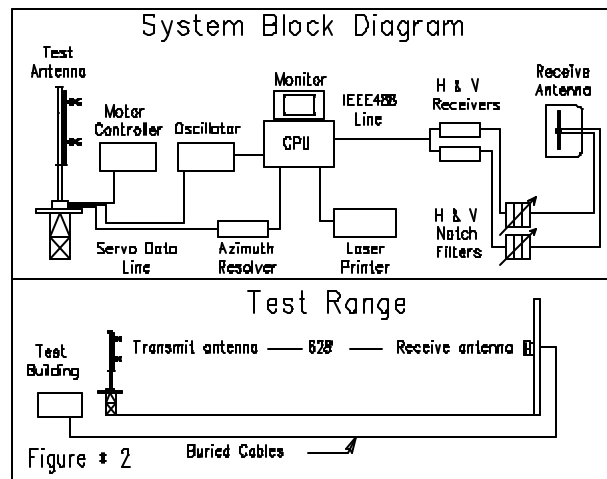 System Block Diagram
Test
Antenna
Motor
Controller
Oscillator
Monitor
CPU
IEEE488
Line
H & V
Receivers
Receive
Antenna
Servo Data
Line
Azimuth
Resolver
Laser
Printer
H & V
Notch
Filters
Test Range
Test
Building
Transmit antenna
628'
Receive antenna
Buried Cables
Figure # 2